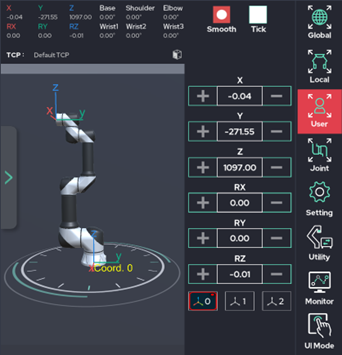 X Y Z Base Shoulder Elbow
-0.04 -271.55 1097.00 0.00° 0.00° 0.00°
RX RY RZ Wrist1 Wrist2 Wrist3
0.00 0.00 -0.01 0.00° 0.00° 0.00°
TCP : Default TCP
Z
X
y
Z
X
y
Coord. 0
Smooth Tick
X
+ -0.04 −
Y
+ -271.55 −
Z
+ 1097.00 −
RX
+ 0.00 −
RY
+ 0.00 −
RZ
+ -0.01 −
0 1 2
Global
Local
User
Joint
Setting
Utility
Monitor
UI Mode